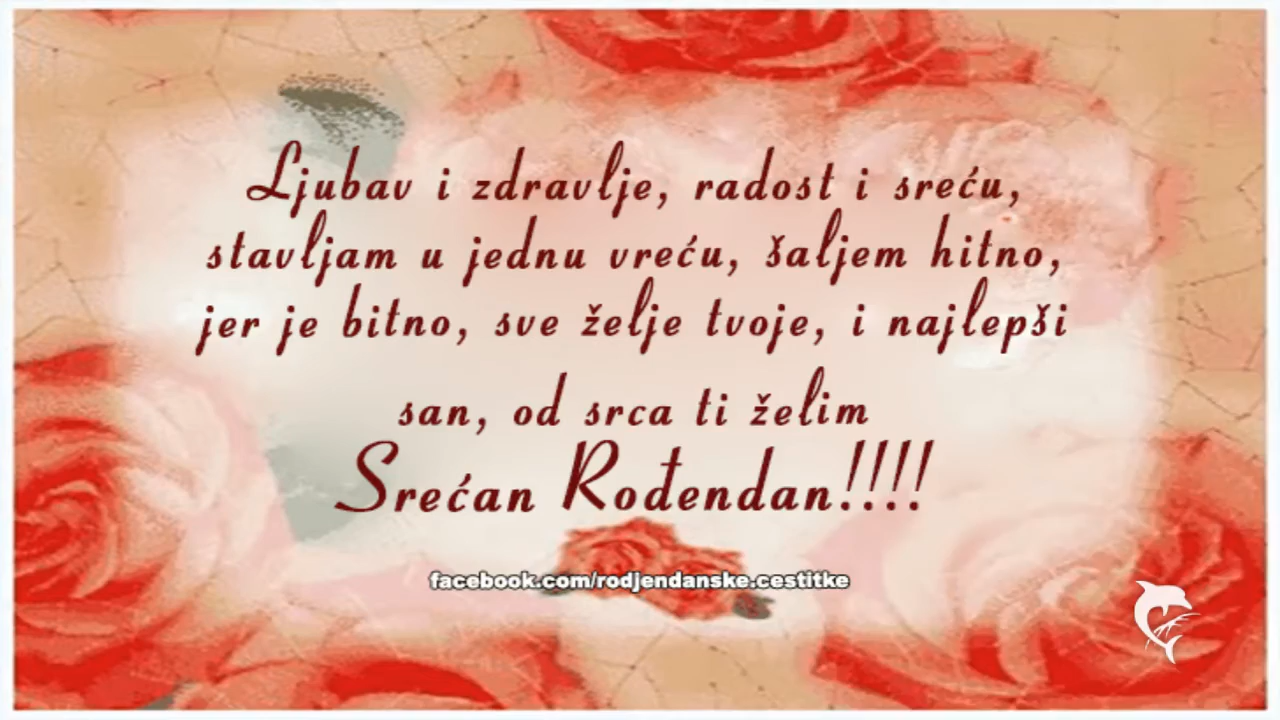 Ljubav i zdravlje, radost i sreću,
stavljam u jednu vreću, šaljem hitno,
jer je bitno, sve želje tvoje, i najlepši
san, od srca ti želim
Srećan Rođendan!!!!
facebook.com/rodjendanske.cestitke